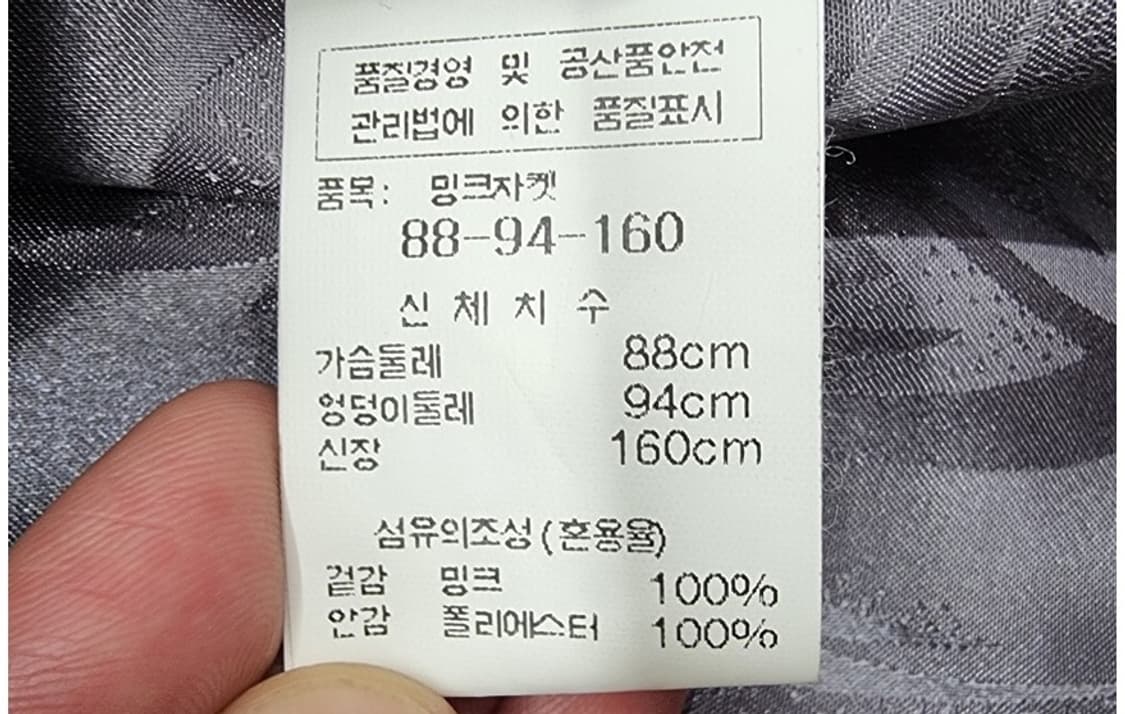 품질경영 및 공산품안전
관리법에 의한 품질표시
품목: 밍크자켓
88-94-160
신 체 치 수
가슴둘레 88cm
엉덩이둘레 94cm
신장 160cm
섬유의조성(혼용율)
겉감 밍크 100%
안감 폴리에스터 100%